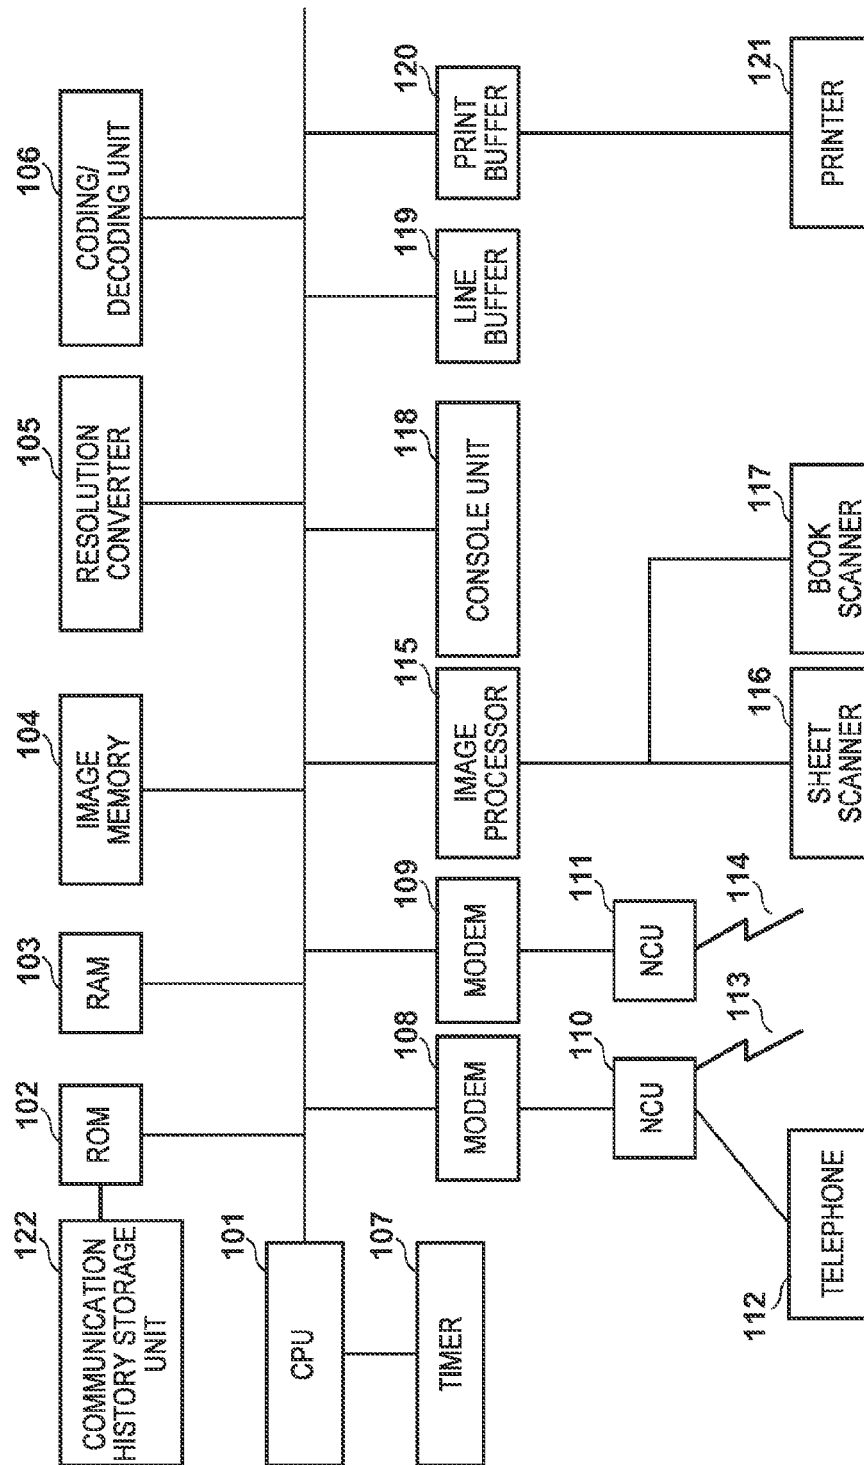 122
COMMUNICATION
HISTORY STORAGE
UNIT
102
ROM
103
RAM
104
IMAGE
MEMORY
105
RESOLUTION
CONVERTER
106
CODING/
DECODING UNIT
101
CPU
107
TIMER
108
MODEM
109
MODEM
115
IMAGE
PROCESSOR
118
CONSOLE UNIT
119
LINE
BUFFER
120
PRINT
BUFFER
110
NCU
111
NCU
112
TELEPHONE
113
114
116
SHEET
SCANNER
117
BOOK
SCANNER
121
PRINTER